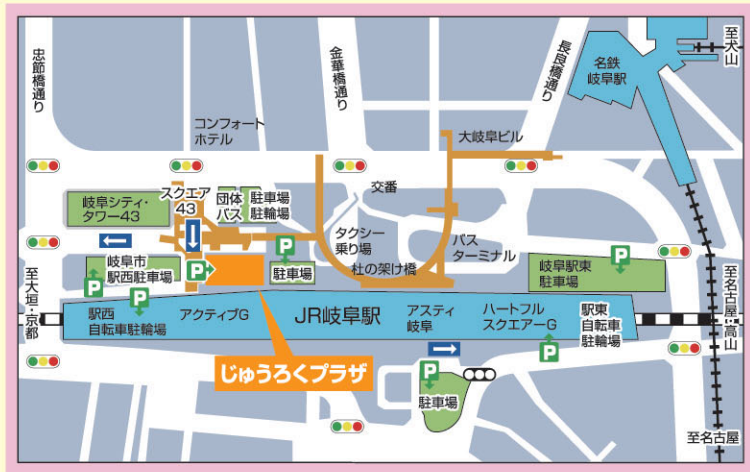 忠節橋通り
金華橋通り
長良橋通り
至犬山
名鉄
岐阜駅
コンフォート
ホテル
大岐阜ビル
交番
スクエア
43
団体
バス
駐車場
駐輪場
岐阜シティ・
タワー43
タクシー
乗り場
バス
ターミナル
杜の架け橋
P
岐阜市
駅西駐車場
P
P
駐車場
P
岐阜駅東
駐車場
P
至大垣・京都
至名古屋・高山
P
駅西
自転車駐輪場
アクティブG
JR岐阜駅
アスティ
岐阜
ハートフル
スクエアーG
駅東
自転車
駐輪場
P
じゅうろくプラザ
P
駐車場
至名古屋